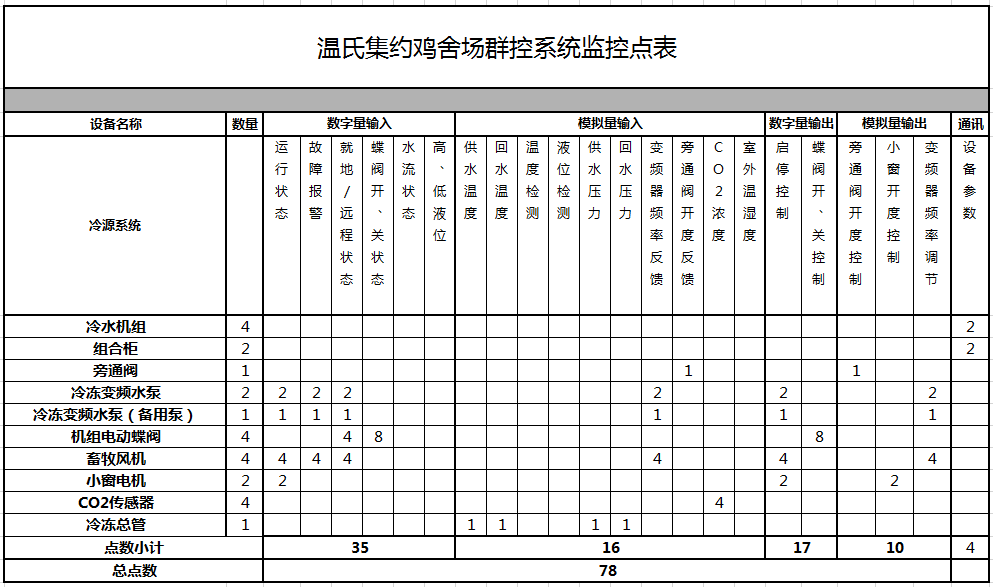 温氏集约鸡舍场群控系统监控点表
设备名称 数量 数字量输入 模拟量输入 数字量输出 模拟量输出 通讯
冷源系统 运行状态 故障报警 就地/远程状态 蝶阀开、关状态 水流状态 高、低液位 供水温度 回水温度 温度检测 液位检测 供水压力 回水压力 变频器频率反馈 旁通阀开度反馈 CO2浓度 室外温湿度 启停控制 蝶阀开、关控制 旁通阀开度控制 小窗开度控制 变频器频率调节 设备参数
冷水机组 4 2
组合柜 2 2
旁通阀 1 1 1
冷冻变频水泵 2 2 2 2 2 2 2
冷冻变频水泵（备用泵） 1 1 1 1 1 1 1
机组电动蝶阀 4 4 8 8
畜牧风机 4 4 4 4 4 4 4
小窗电机 2 2 2 2
CO2传感器 4 4
冷冻总管 1 1 1 1 1
点数小计 35 16 17 10 4
总点数 78